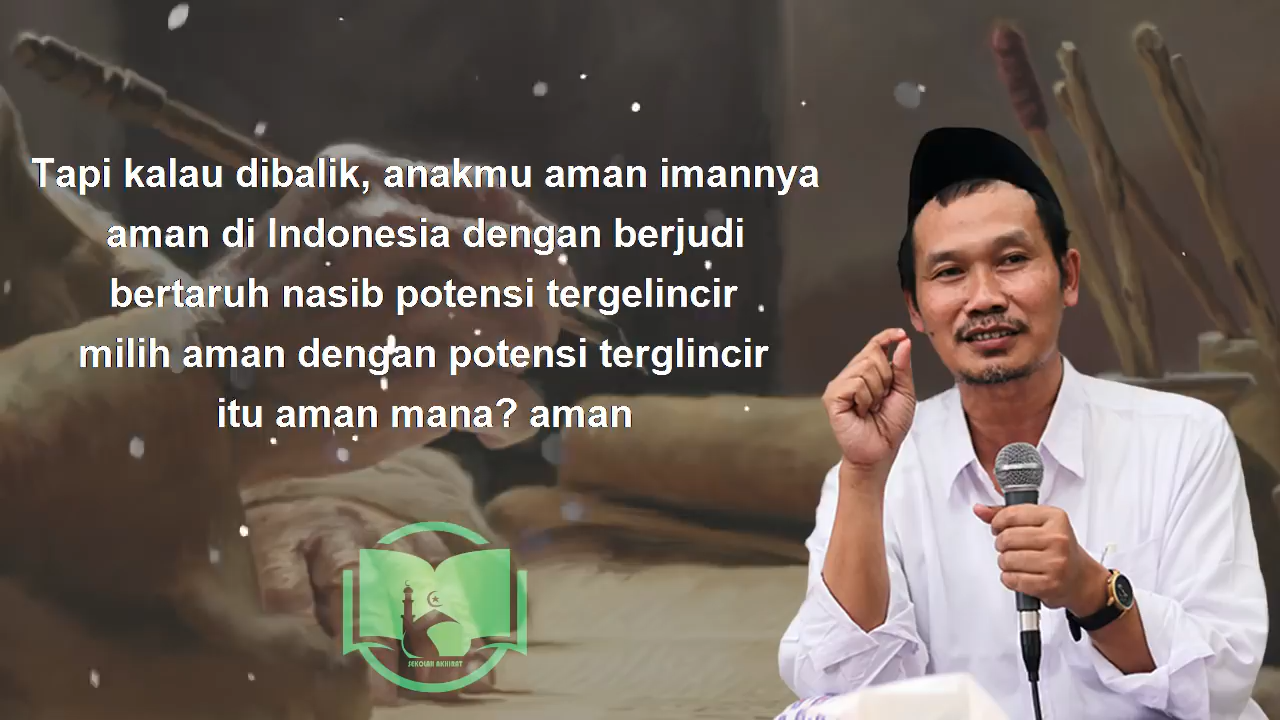 Tapi kalau dibalik, anakmu aman imannya
aman di Indonesia dengan berjudi
bertaruh nasib potensi tergelincir
milih aman dengan potensi terglincir
itu aman mana? aman
SEKOLAH AKHIRAT